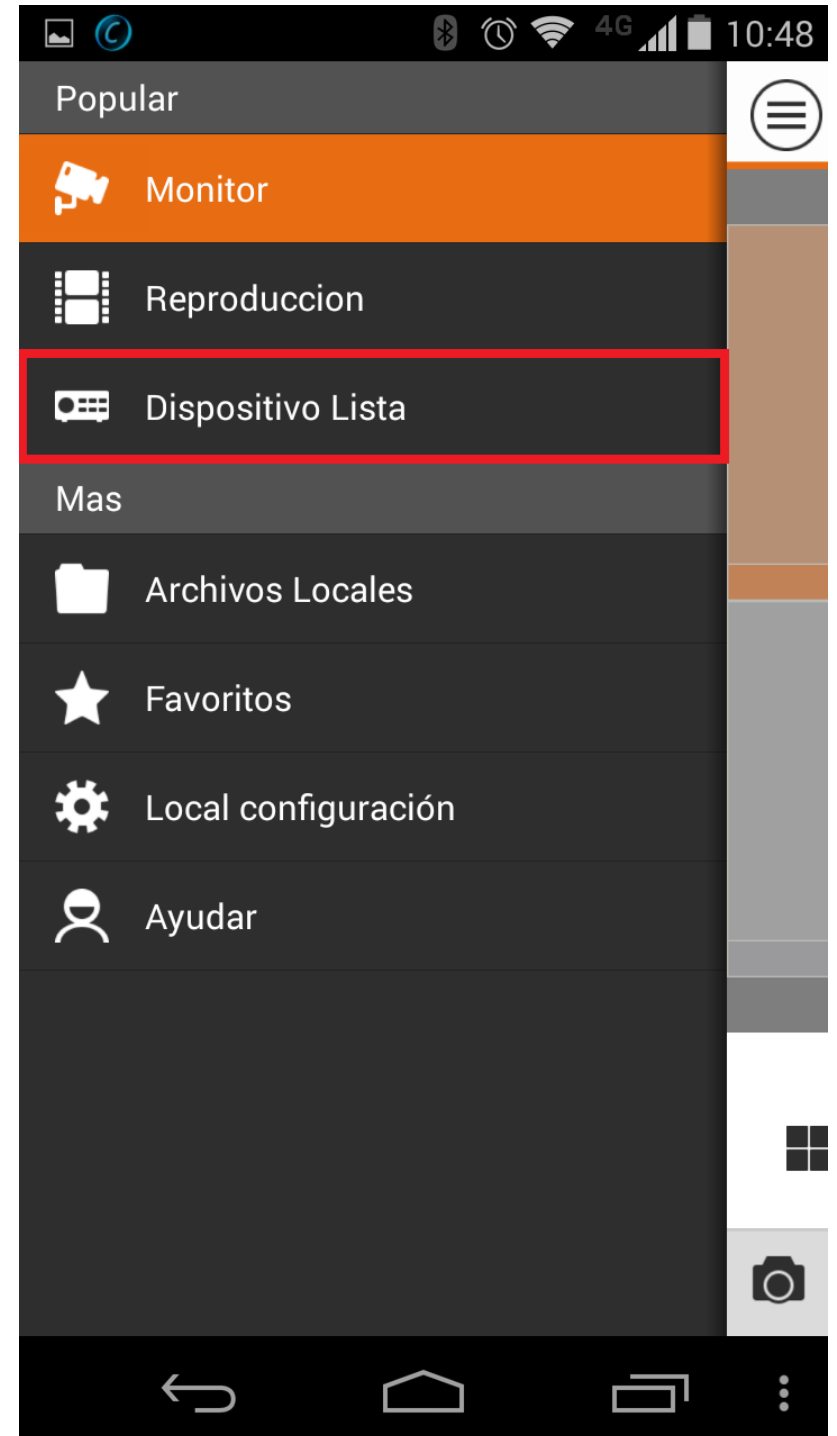 4G 10:48
Popular
Monitor
Reproduccion
Dispositivo Lista
Mas
Archivos Locales
Favoritos
Local configuración
Ayudar